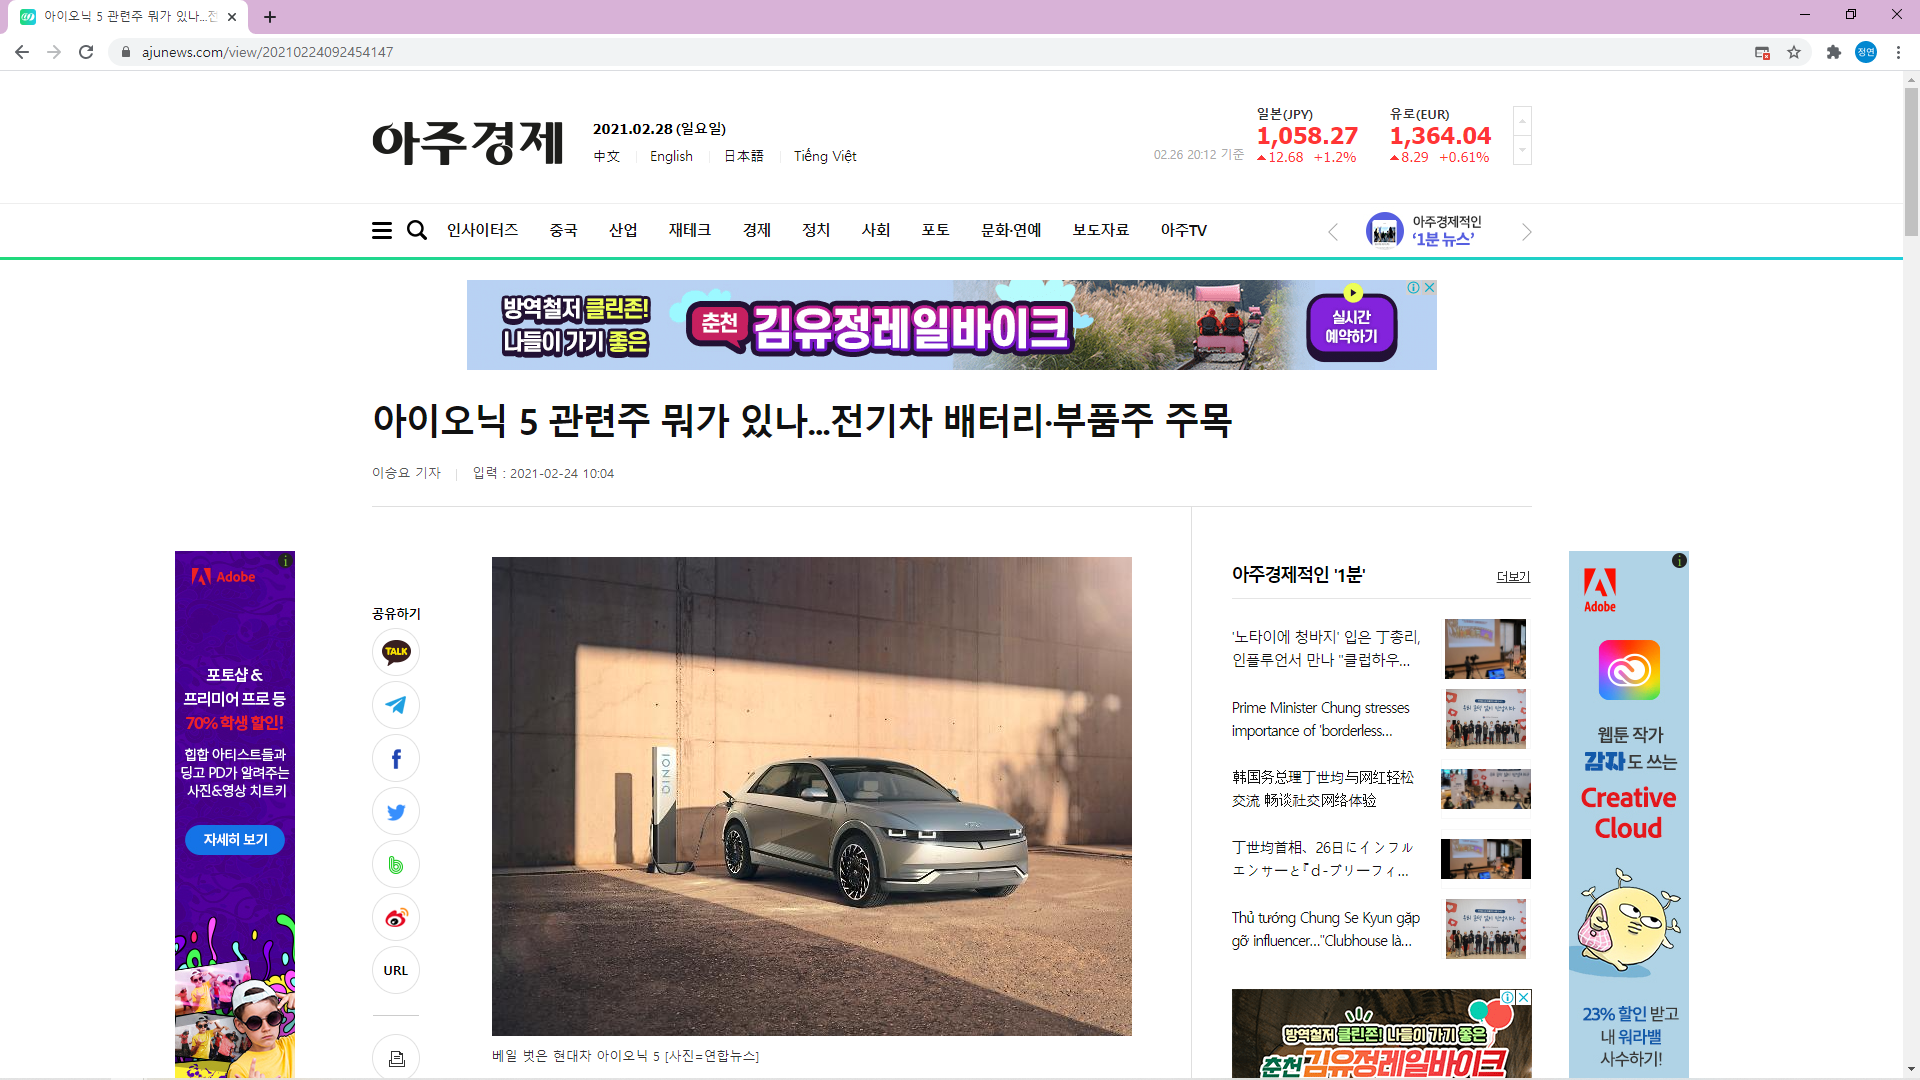 아이오닉 5 관련주 뭐가 있나...전
ajunews.com/view/20210224092454147
정연
아주경제
2021.02.28 (일요일)
中文 English 日本語 Tiếng Việt
02.26 20:12 기준
일본(JPY)
1,058.27
12.68 +1.2%
유로(EUR)
1,364.04
8.29 +0.61%
인사이터즈 중국 산업 재테크 경제 정치 사회 포토 문화·연예 보도자료 아주TV
아주경제적인
‘1분 뉴스’
방역철저 클린존!
나들이 가기 좋은
춘천 김유정레일바이크
실시간
예약하기
아이오닉 5 관련주 뭐가 있나...전기차 배터리·부품주 주목
이승요 기자 입력 : 2021-02-24 10:04
Adobe
포토샵 &
프리미어 프로 등
70% 학생 할인!
힙합 아티스트들과
딩고 PD가 알려주는
사진&영상 치트키
자세히 보기
공유하기
TALK
URL
IONIQ
베일 벗은 현대차 아이오닉 5 [사진=연합뉴스]
아주경제적인 '1분'
더보기
'노타이에 청바지' 입은 丁총리,
인플루언서 만나 "클럽하우...
Prime Minister Chung stresses
importance of 'borderless...
韩国务总理丁世均与网红轻松
交流 畅谈社交网络体验
丁世均首相、26日にインフル
エンサーと『ｄ-ブリーフィ...
Thủ tướng Chung Se Kyun gặp
gỡ influencer..."Clubhouse là...
방역철저 클린존! 나들이 가기 좋은
춘천 김유정레일바이크
Adobe
웹툰 작가
감자도 쓰는
Creative
Cloud
23% 할인 받고
내 워라밸
사수하기!